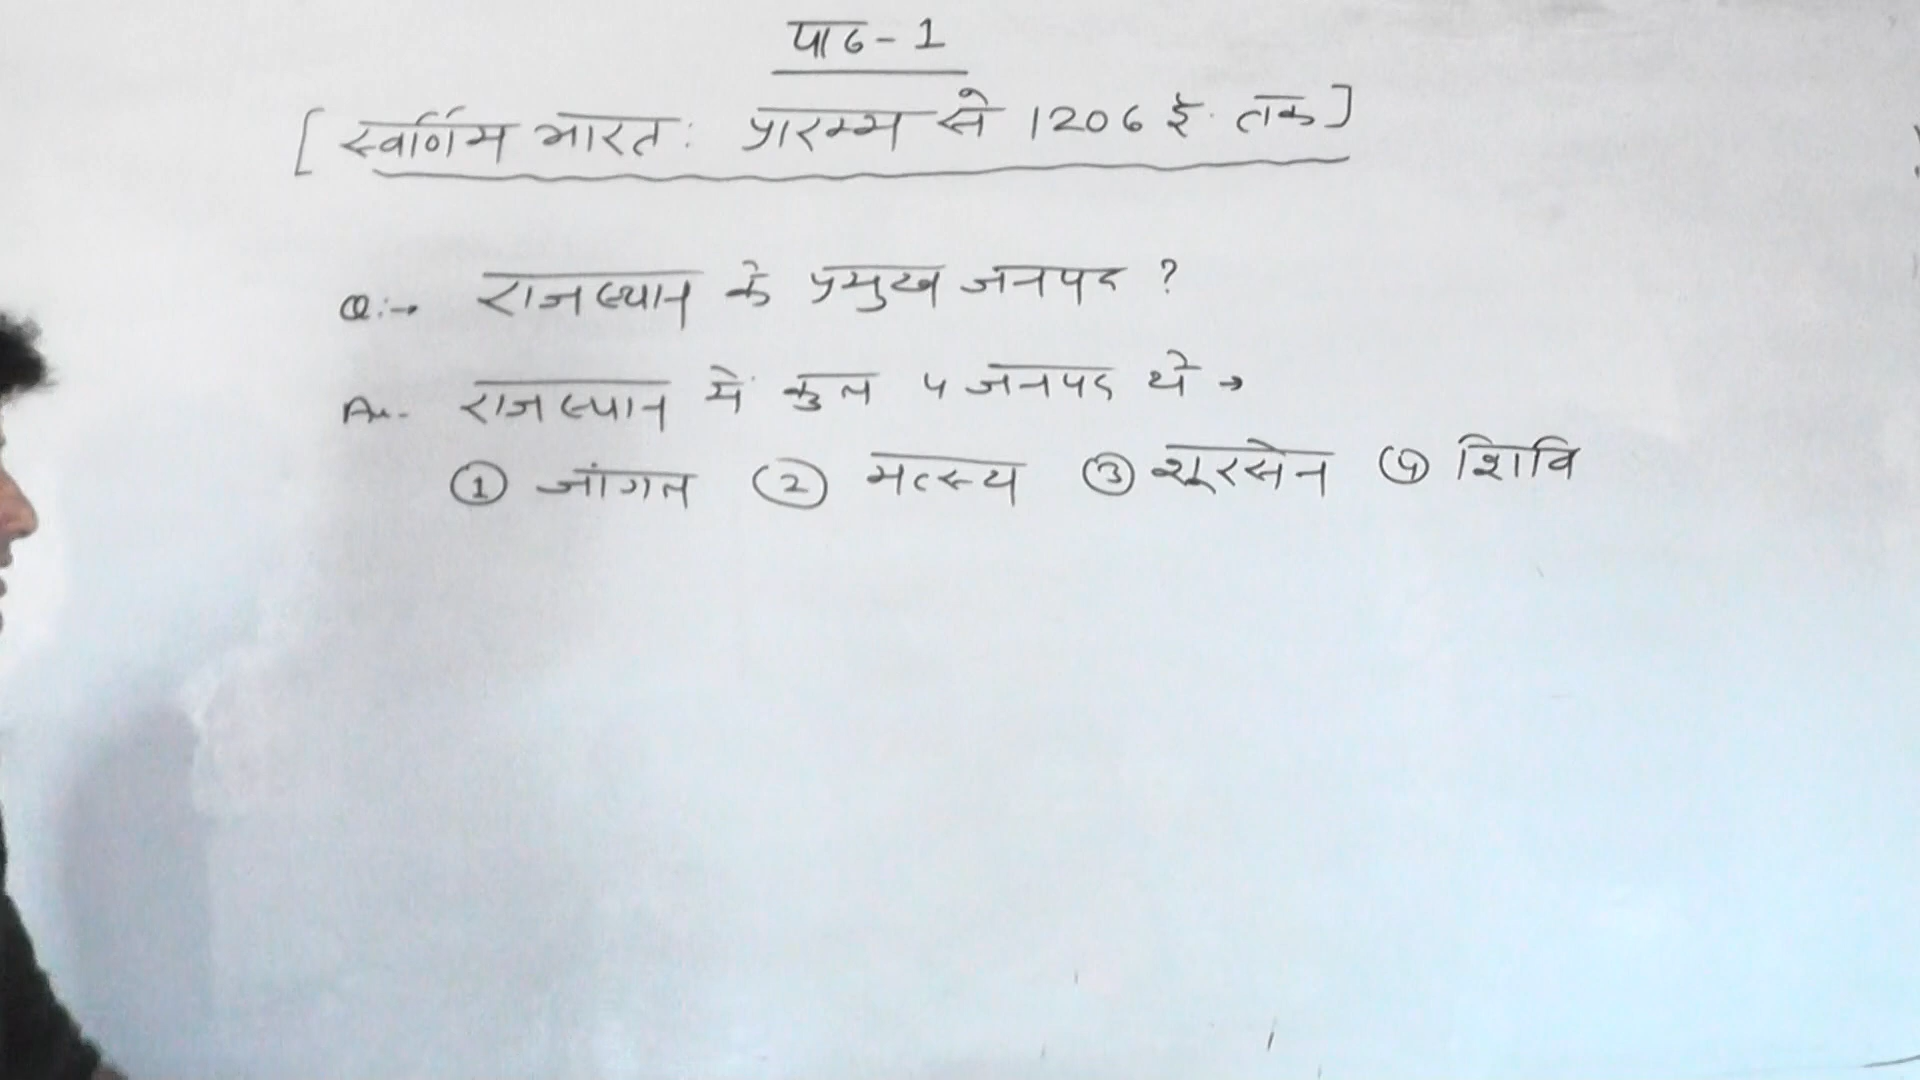 पाठ - 1
[ स्वर्णिम भारत : प्रारम्भ से 1206 ई. तक ]
Q:→ राजस्थान के प्रमुख जनपद ?
An. राजस्थान में कुल 4 जनपद थे →
① जांगल ② मत्स्य ③ शूरसेन ④ शिवि